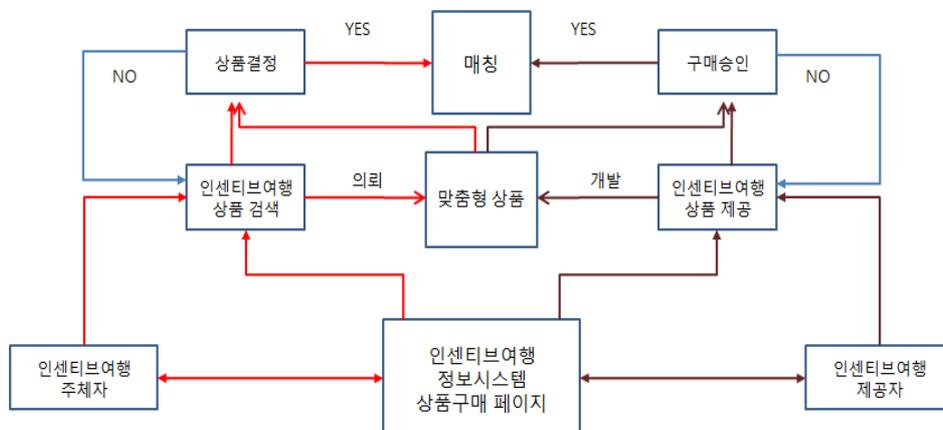 YES
YES
상품결정
매칭
구매승인
NO
NO
인센티브여행
상품 검색
의뢰
맞춤형 상품
개발
인센티브여행
상품 제공
인센티브여행
주체자
인센티브여행
정보시스템
상품구매 페이지
인센티브여행
제공자